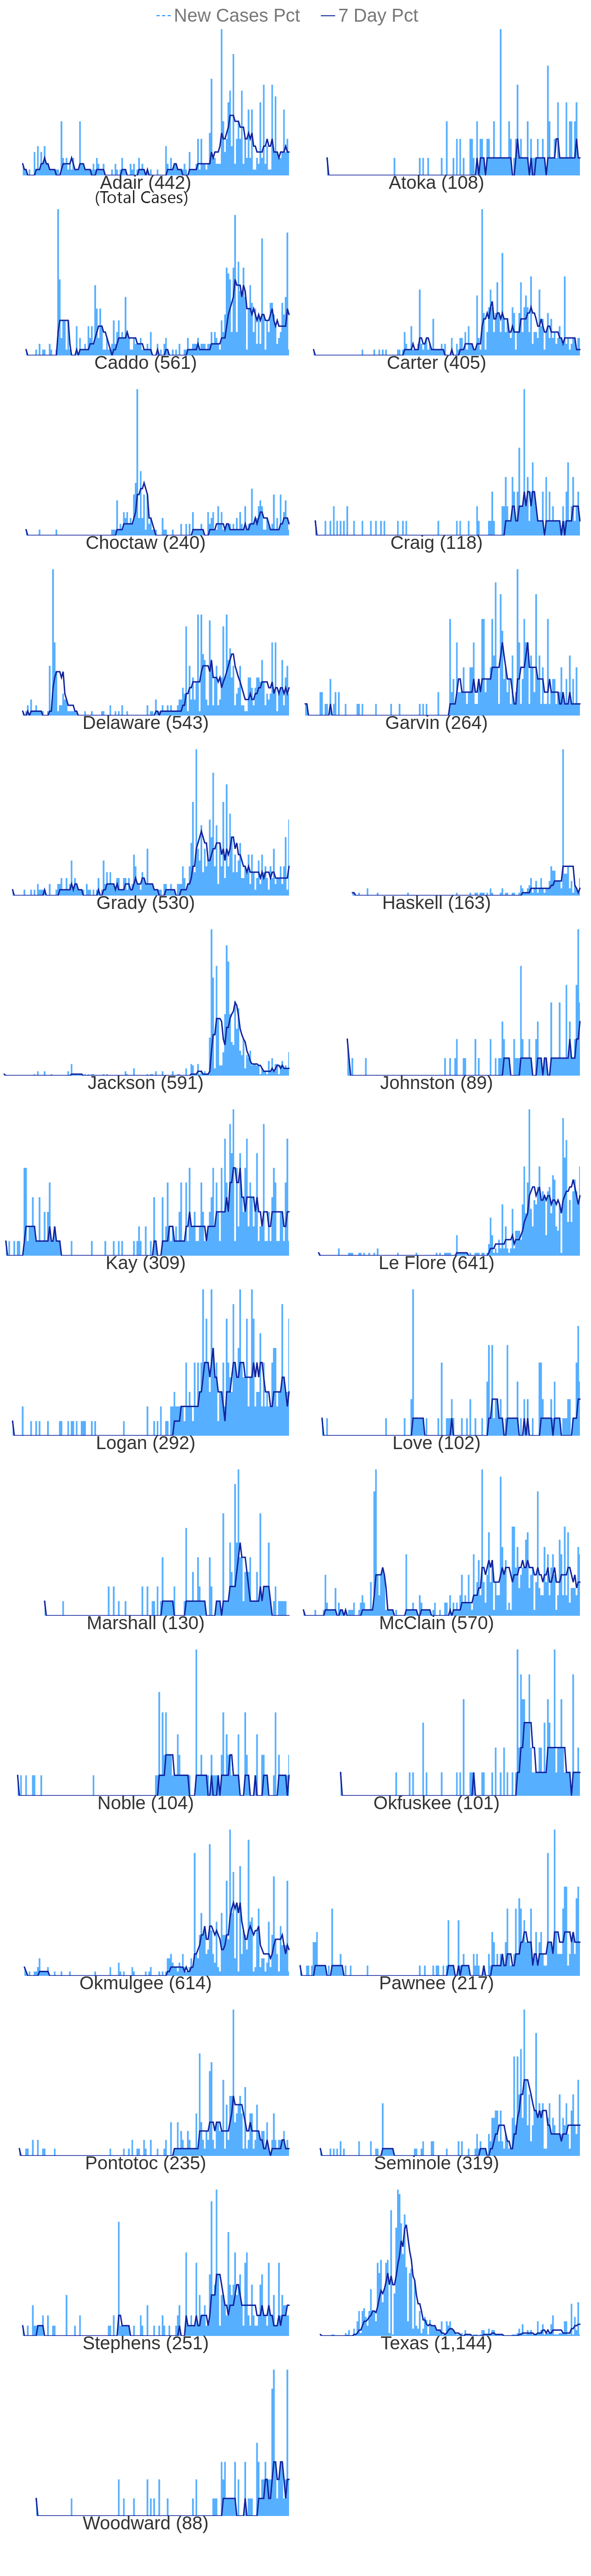 New Cases Pct 7 Day Pct
Adair (442) Atoka (108)
(Total Cases)
Caddo (561) Carter (405)
Choctaw (240) Craig (118)
Delaware (543) Garvin (264)
Grady (530) Haskell (163)
Jackson (591) Johnston (89)
Kay (309) Le Flore (641)
Logan (292) Love (102)
Marshall (130) McClain (570)
Noble (104) Okfuskee (101)
Okmulgee (614) Pawnee (217)
Pontotoc (235) Seminole (319)
Stephens (251) Texas (1,144)
Woodward (88)